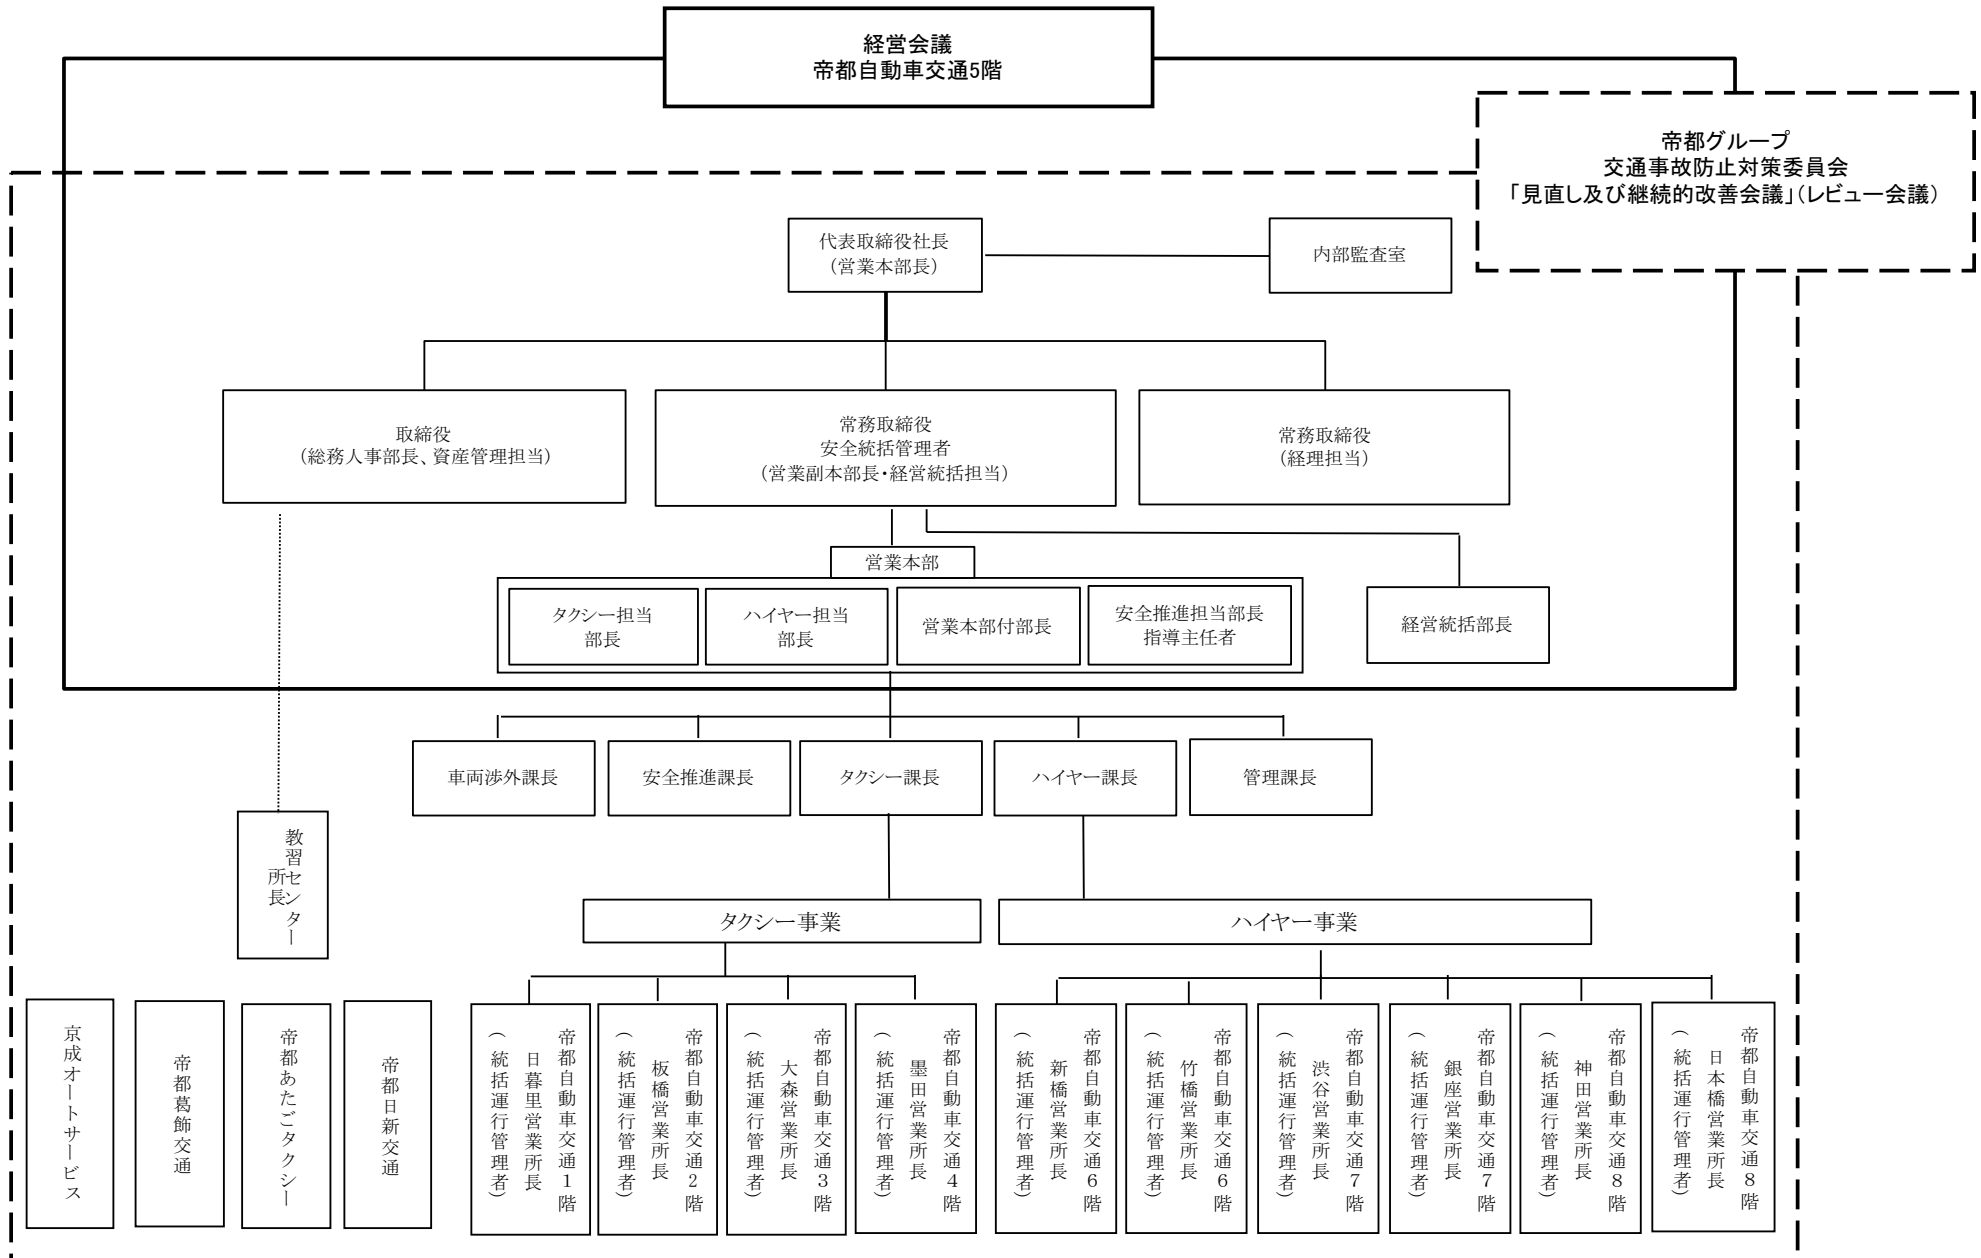 経営会議
帝都自動車交通5階
帝都グループ
交通事故防止対策委員会
「見直し及び継続的改善会議」(レビュー会議)
代表取締役社長
(営業本部長)
内部監査室
取締役
(総務人事部長、資産管理担当)
常務取締役
安全統括管理者
(営業副本部長・経営統括担当)
常務取締役
(経理担当)
営業本部
タクシー担当
部長
ハイヤー担当
部長
営業本部付部長
安全推進担当部長
指導主任者
経営統括部長
車両渉外課長
安全推進課長
タクシー課長
ハイヤー課長
管理課長
教習センター
所長
タクシー事業
ハイヤー事業
京成オートサービス
帝都葛飾交通
帝都あたごタクシー
帝都日新交通
帝都自動車交通1階
日暮里営業所長
(統括運行管理者)
帝都自動車交通2階
板橋営業所長
(統括運行管理者)
帝都自動車交通3階
大森営業所長
(統括運行管理者)
帝都自動車交通4階
墨田営業所長
(統括運行管理者)
帝都自動車交通6階
新橋営業所長
(統括運行管理者)
帝都自動車交通6階
竹橋営業所長
(統括運行管理者)
帝都自動車交通7階
渋谷営業所長
(統括運行管理者)
帝都自動車交通7階
銀座営業所長
(統括運行管理者)
帝都自動車交通8階
神田営業所長
(統括運行管理者)
帝都自動車交通8階
日本橋営業所長
(統括運行管理者)